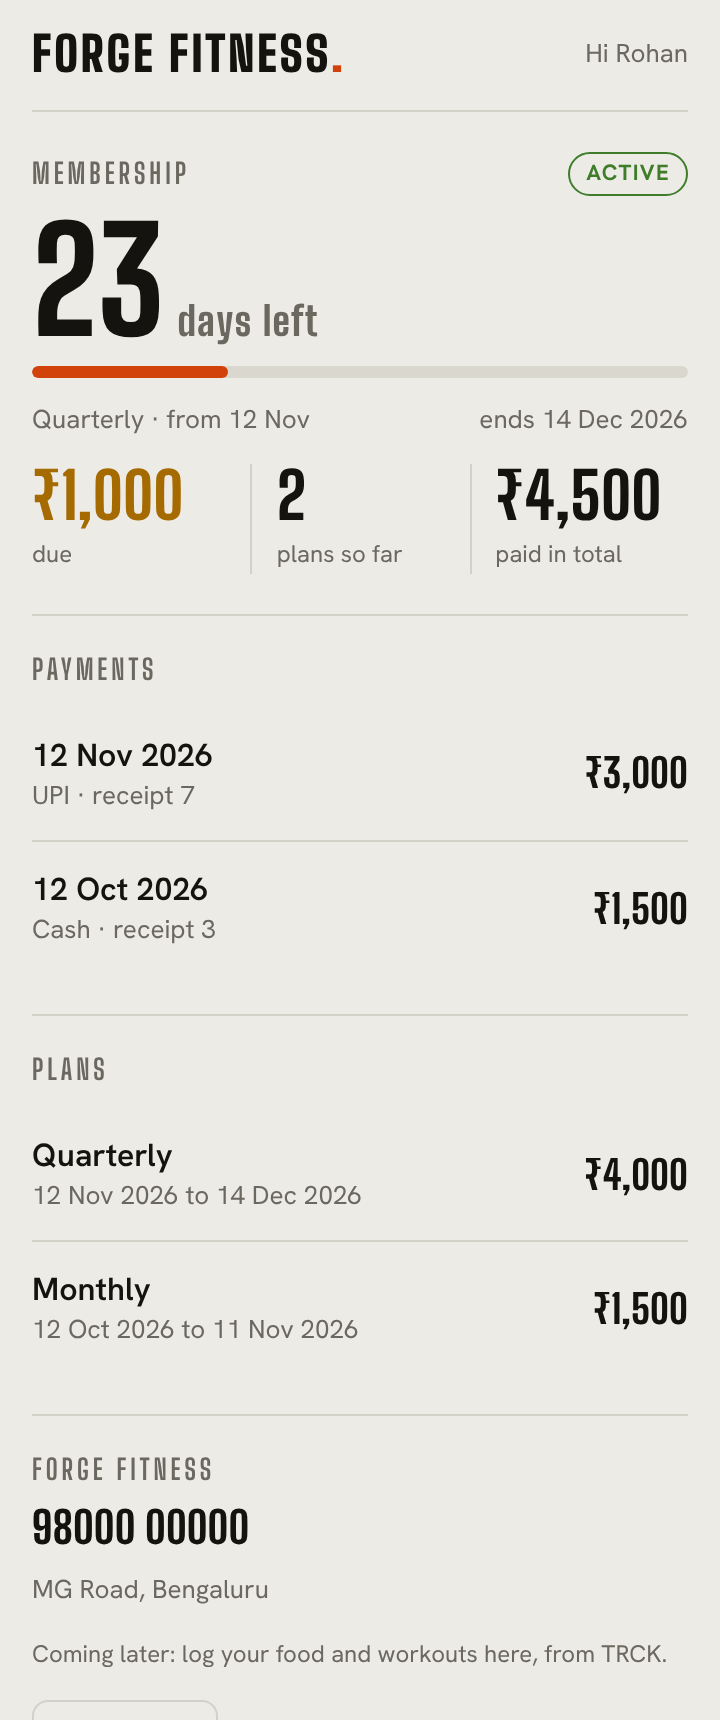 FORGE FITNESS.
Hi Rohan
MEMBERSHIP
ACTIVE
23 days left
Quarterly · from 12 Nov
ends 14 Dec 2026
₹1,000
due
2
plans so far
₹4,500
paid in total
PAYMENTS
12 Nov 2026
UPI · receipt 7
₹3,000
12 Oct 2026
Cash · receipt 3
₹1,500
PLANS
Quarterly
12 Nov 2026 to 14 Dec 2026
₹4,000
Monthly
12 Oct 2026 to 11 Nov 2026
₹1,500
FORGE FITNESS
98000 00000
MG Road, Bengaluru
Coming later: log your food and workouts here, from TRCK.